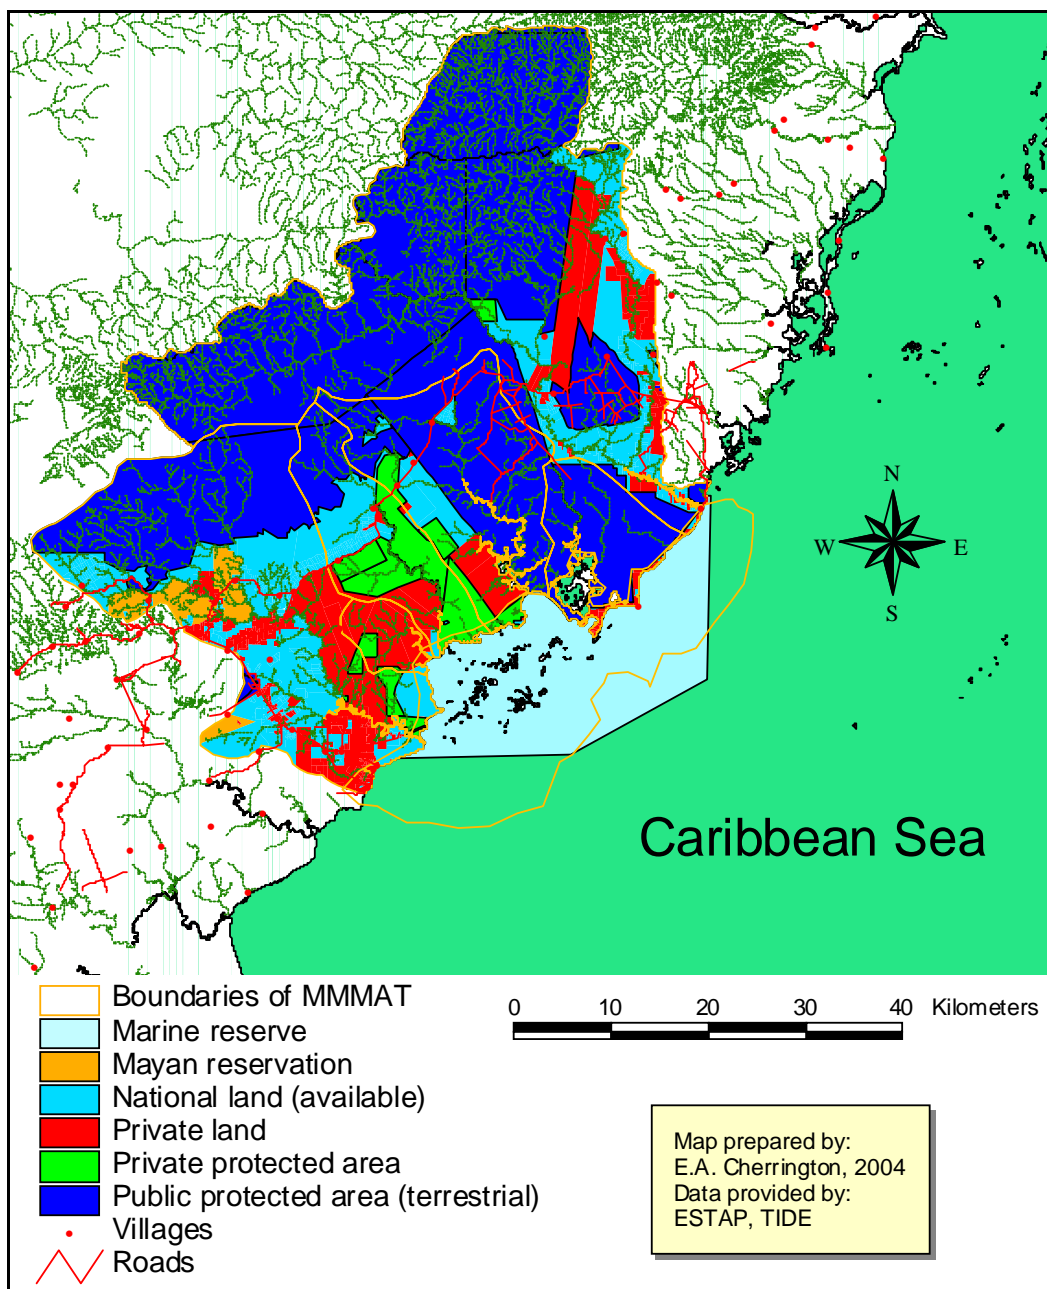 N
W
E
S
Caribbean Sea
Boundaries of MMMAT
Marine reserve
Mayan reservation
National land (available)
Private land
Private protected area
Public protected area (terrestrial)
Villages
Roads
0 10 20 30 40 Kilometers
Map prepared by:
E.A. Cherrington, 2004
Data provided by:
ESTAP, TIDE